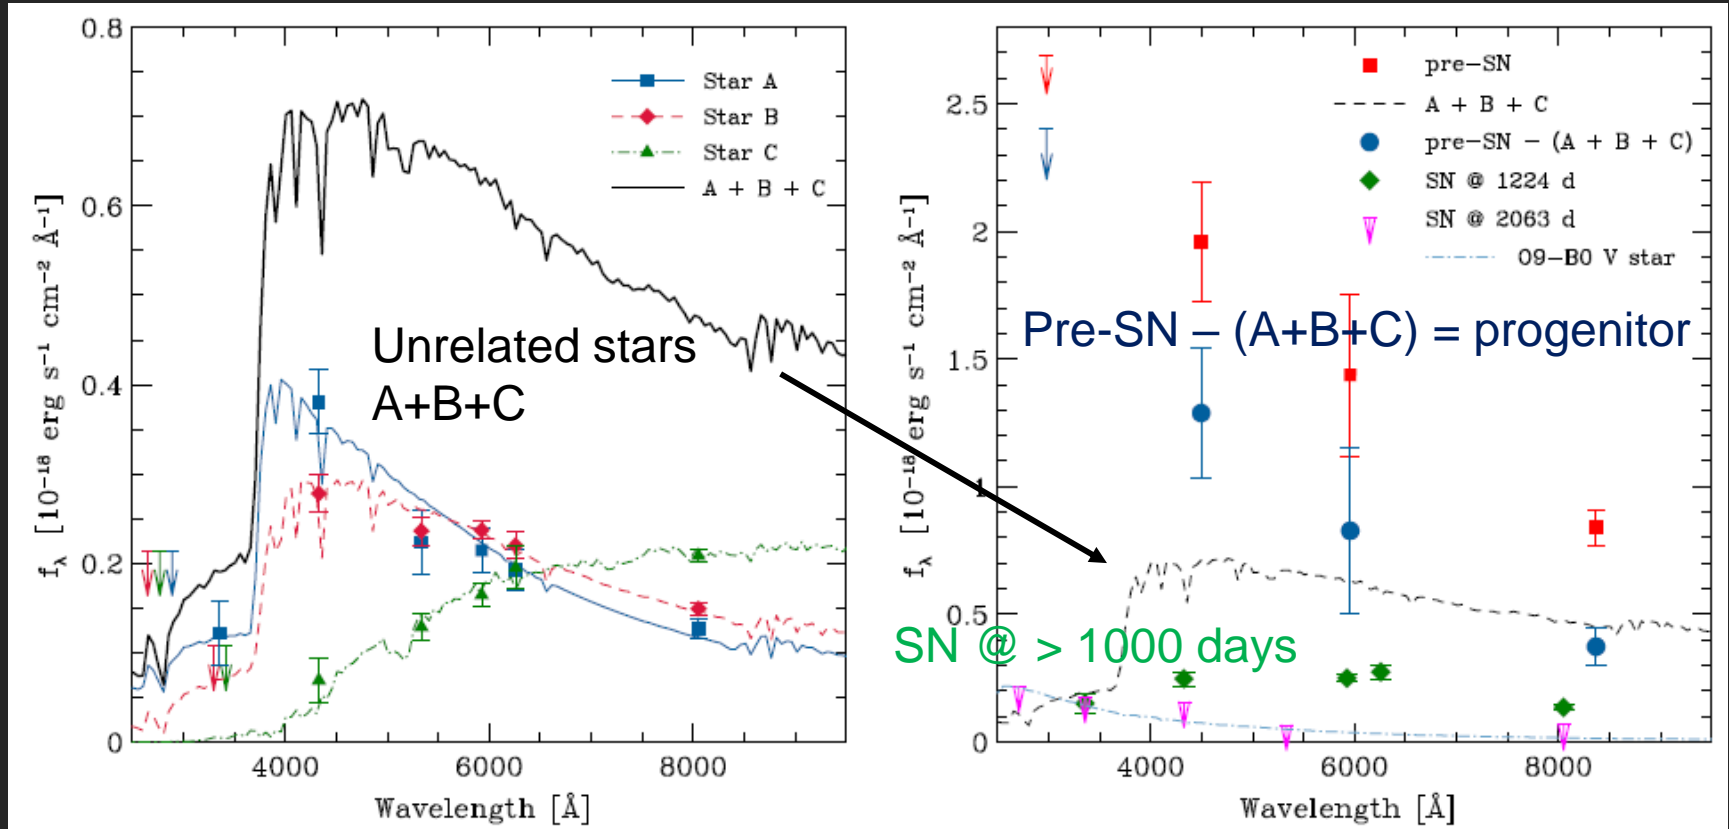 0.8
0.6
0.4
0.2
0
fλ [10⁻¹⁸ erg s⁻¹ cm⁻² Å⁻¹]
Star A
Star B
Star C
A + B + C
Unrelated stars
A+B+C
4000 6000 8000
Wavelength [Å]
2.5
2
1.5
1
0.5
0
fλ [10⁻¹⁸ erg s⁻¹ cm⁻² Å⁻¹]
pre−SN
A + B + C
pre−SN − (A + B + C)
SN @ 1224 d
SN @ 2063 d
O9−B0 V star
Pre-SN – (A+B+C) = progenitor
SN @ > 1000 days
4000 6000 8000
Wavelength [Å]